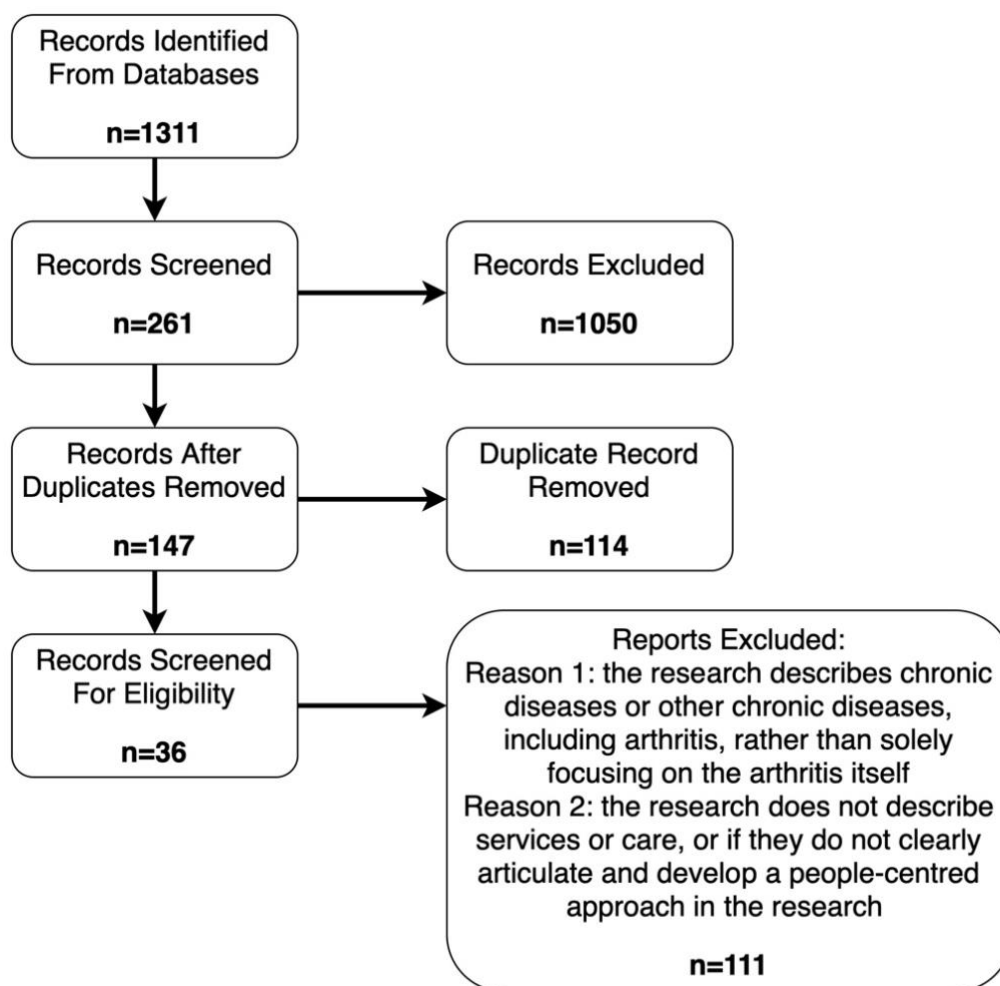 Records Identified
From Databases
n=1311
Records Screened
n=261
Records Excluded
n=1050
Records After
Duplicates Removed
n=147
Duplicate Record
Removed
n=114
Records Screened
For Eligibility
n=36
Reports Excluded:
Reason 1: the research describes chronic
diseases or other chronic diseases,
including arthritis, rather than solely
focusing on the arthritis itself
Reason 2: the research does not describe
services or care, or if they do not clearly
articulate and develop a people-centred
approach in the research
n=111